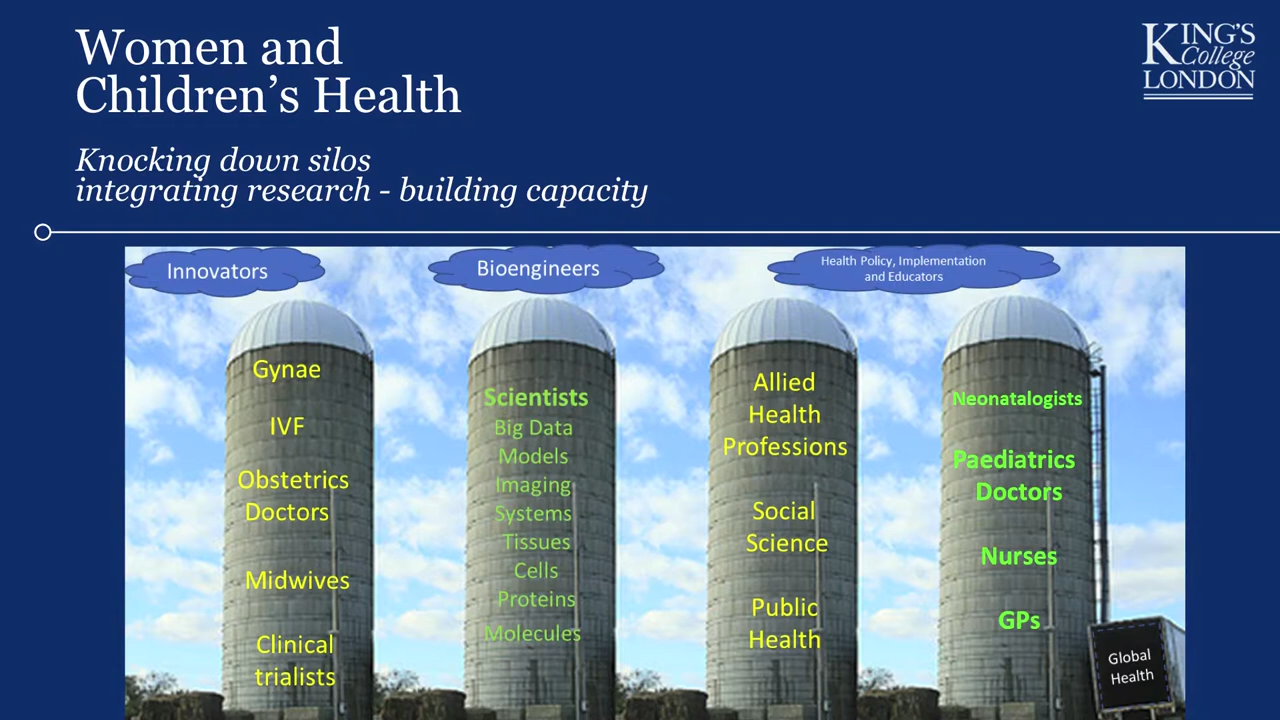 Women and
Children's Health
KING'S
College
LONDON
Knocking down silos
integrating research - building capacity
Innovators
Bioengineers
Health Policy, Implementation
and Educators
Gynae
IVF
Obstetrics
Doctors
Midwives
Clinical
trialists
Scientists
Big Data
Models
Imaging
Systems
Tissues
Cells
Proteins
Molecules
Allied
Health
Professions
Social
Science
Public
Health
Neonatalogists
Paediatrics
Doctors
Nurses
GPs
Global
Health